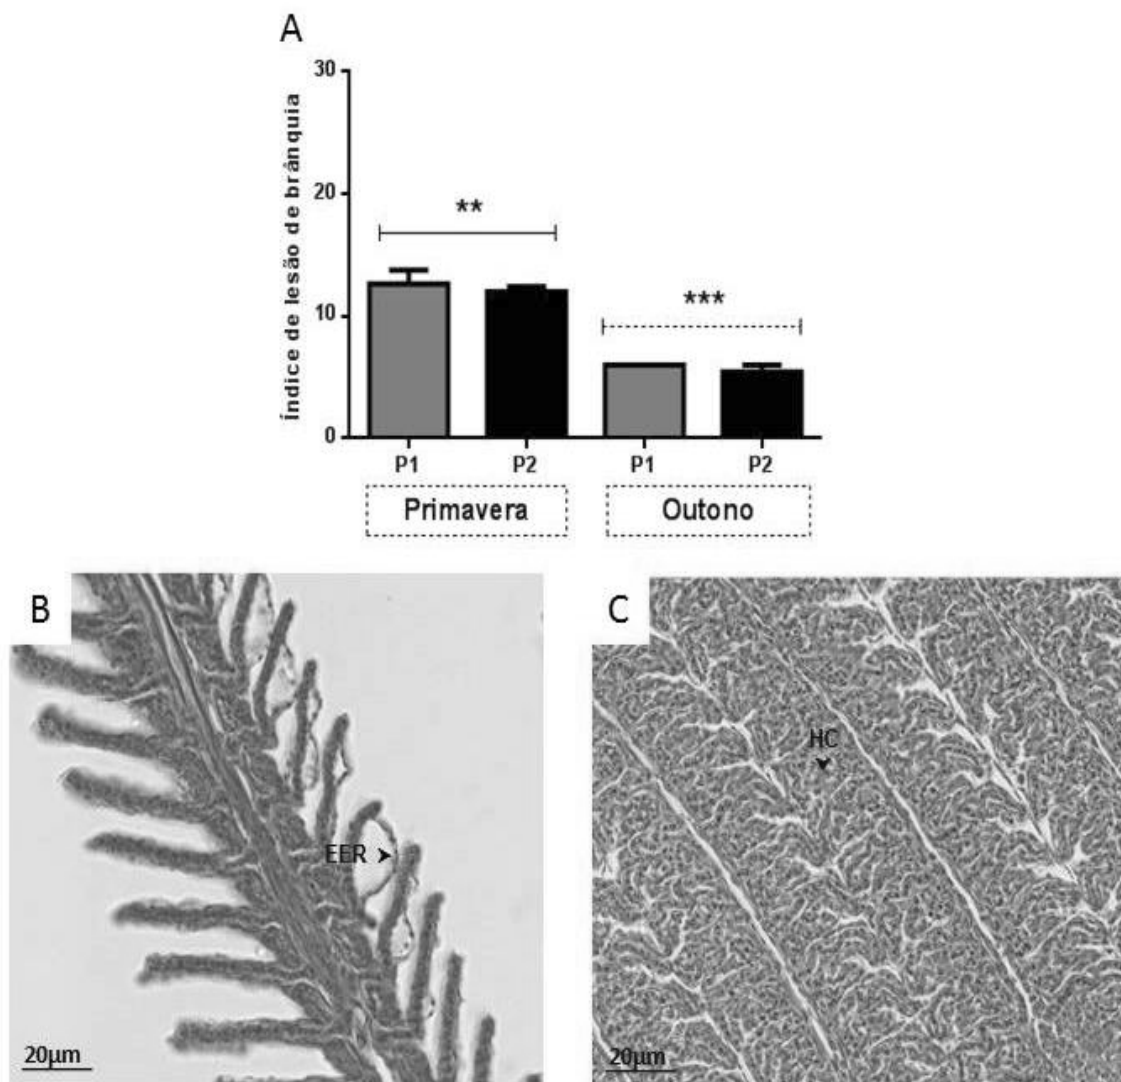 A
Índice de lesão de brânquia
30
20
10
0
**
***
P1 P2 P1 P2
Primavera Outono
B
EER
20µm
C
HC
20µm